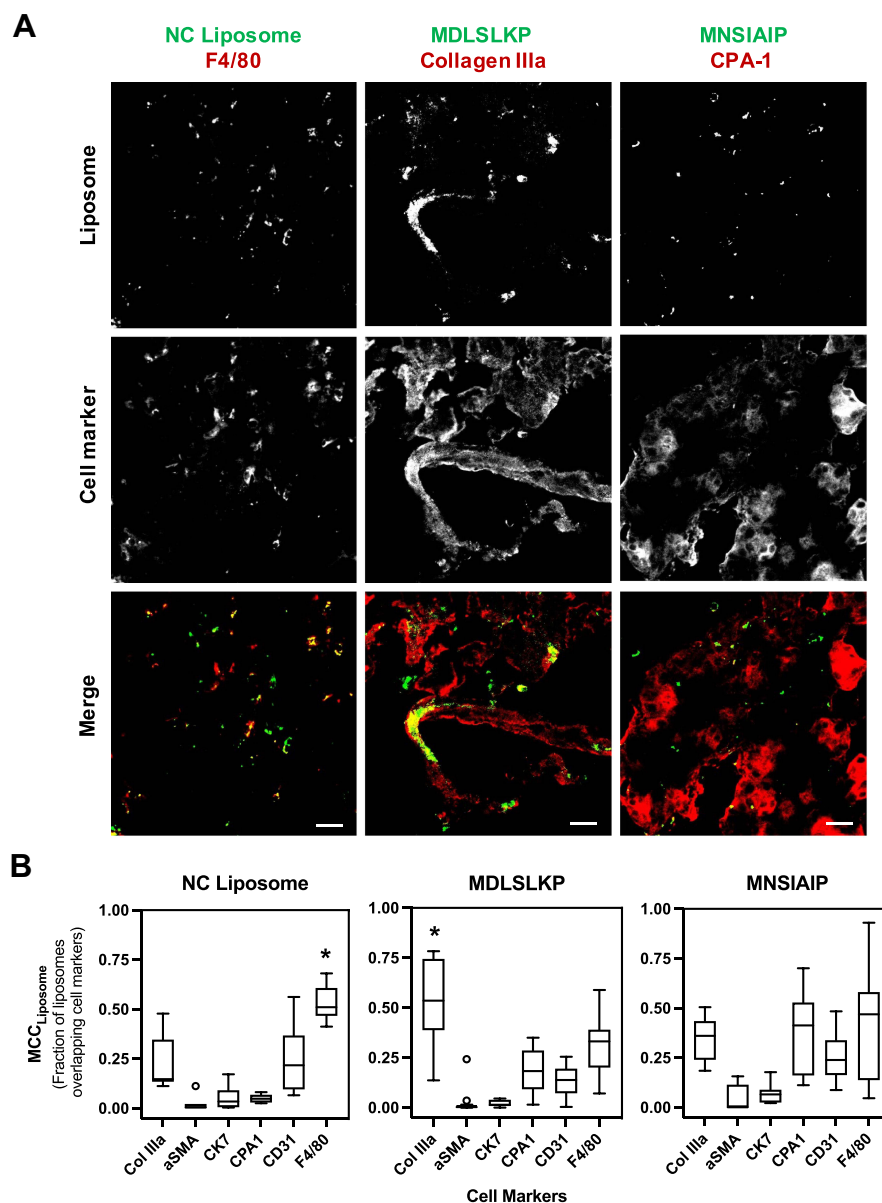 A
NC Liposome
F4/80
MDLSLKP
Collagen IIIa
MNSIAIP
CPA-1
Liposome
Cell marker
Merge
B
NC Liposome
MDLSLKP
MNSIAIP
MCC Liposome
(Fraction of liposomes
overlapping cell markers)
1.00
0.75
0.50
0.25
0.00
*
Col IIIa
aSMA
CK7
CPA1
CD31
F4/80
1.00
0.75
0.50
0.25
0.00
*
Col IIIa
aSMA
CK7
CPA1
CD31
F4/80
1.00
0.75
0.50
0.25
0.00
Col IIIa
aSMA
CK7
CPA1
CD31
F4/80
Cell Markers